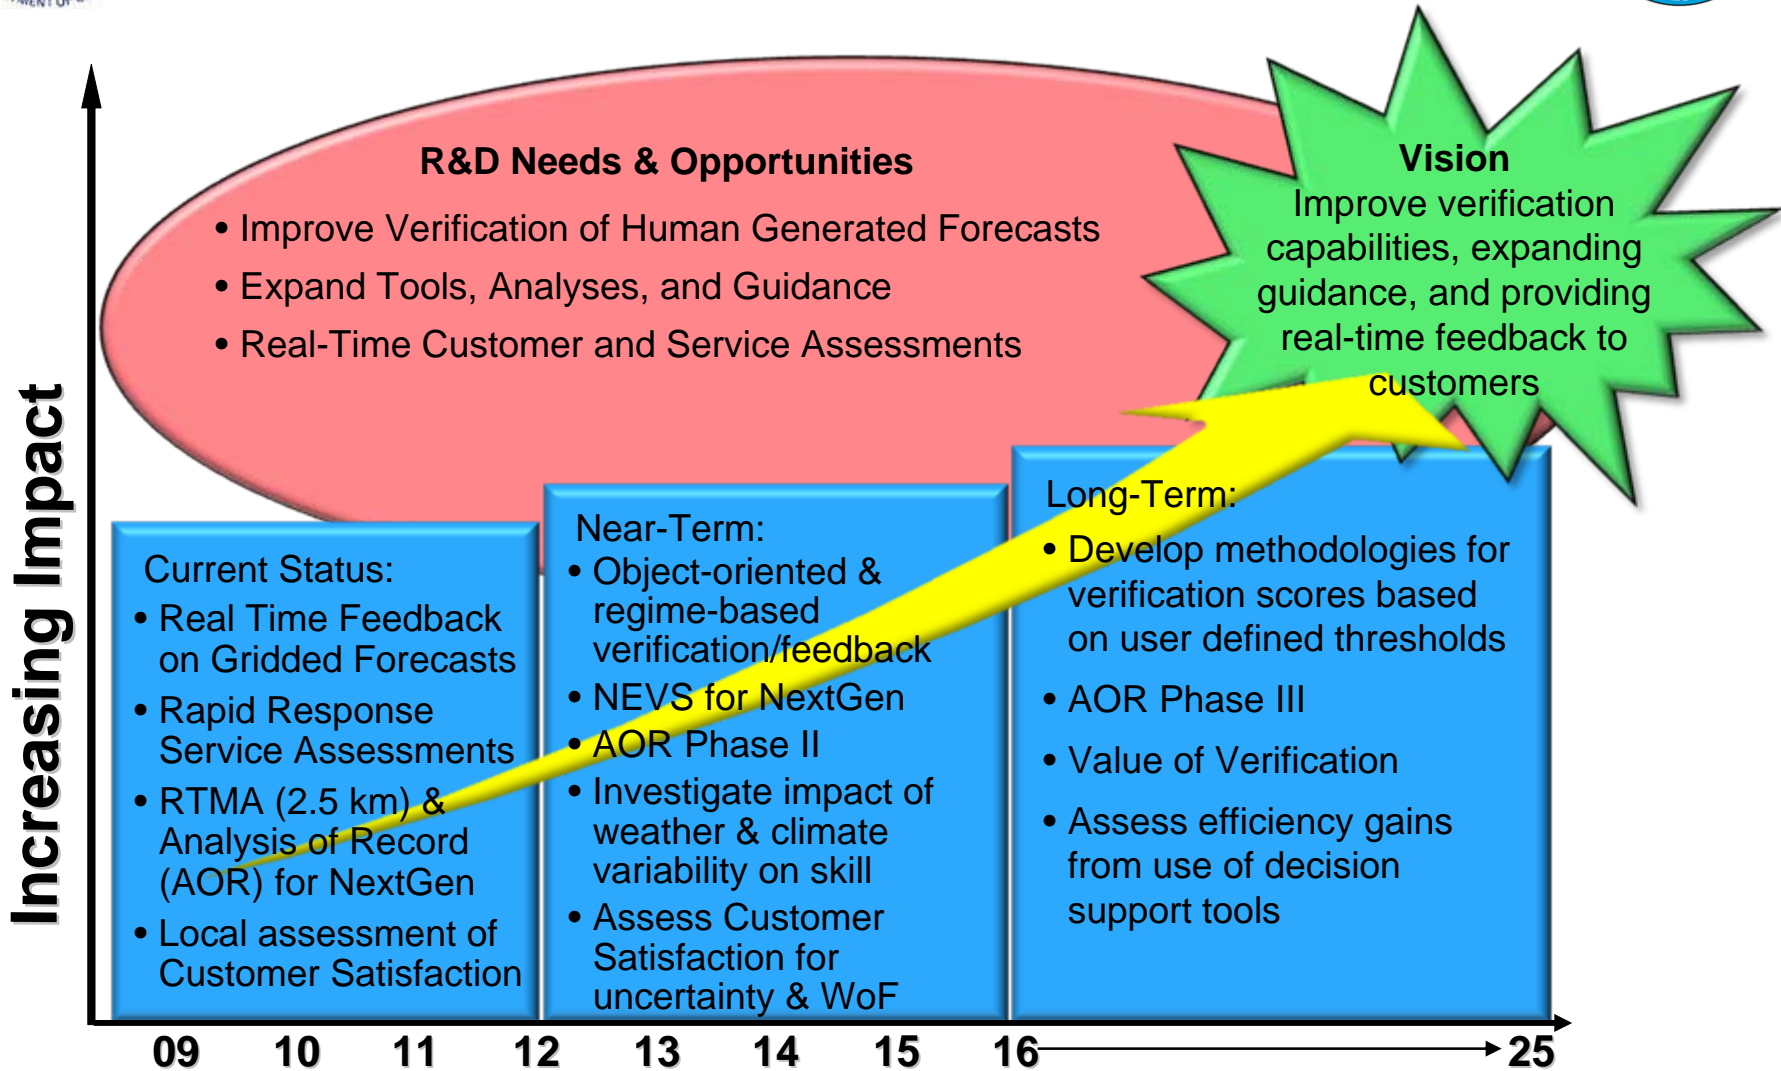 R&D Needs & Opportunities
• Improve Verification of Human Generated Forecasts
• Expand Tools, Analyses, and Guidance
• Real-Time Customer and Service Assessments
Vision
Improve verification
capabilities, expanding
guidance, and providing
real-time feedback to
customers
Increasing Impact
Current Status:
• Real Time Feedback
on Gridded Forecasts
• Rapid Response
Service Assessments
• RTMA (2.5 km) &
Analysis of Record
(AOR) for NextGen
• Local assessment of
Customer Satisfaction
Near-Term:
• Object-oriented &
regime-based
verification/feedback
• NEVS for NextGen
• AOR Phase II
• Investigate impact of
weather & climate
variability on skill
• Assess Customer
Satisfaction for
uncertainty & WoF
Long-Term:
• Develop methodologies for
verification scores based
on user defined thresholds
• AOR Phase III
• Value of Verification
• Assess efficiency gains
from use of decision
support tools
09 10 11 12 13 14 15 16 25